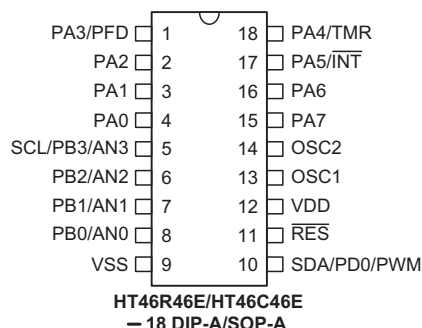 PA3/PFD 1 18 PA4/TMR
PA2 2 17 PA5/INT
PA1 3 16 PA6
PA0 4 15 PA7
SCL/PB3/AN3 5 14 OSC2
PB2/AN2 6 13 OSC1
PB1/AN1 7 12 VDD
PB0/AN0 8 11 RES
VSS 9 10 SDA/PD0/PWM
HT46R46E/HT46C46E
– 18 DIP-A/SOP-A